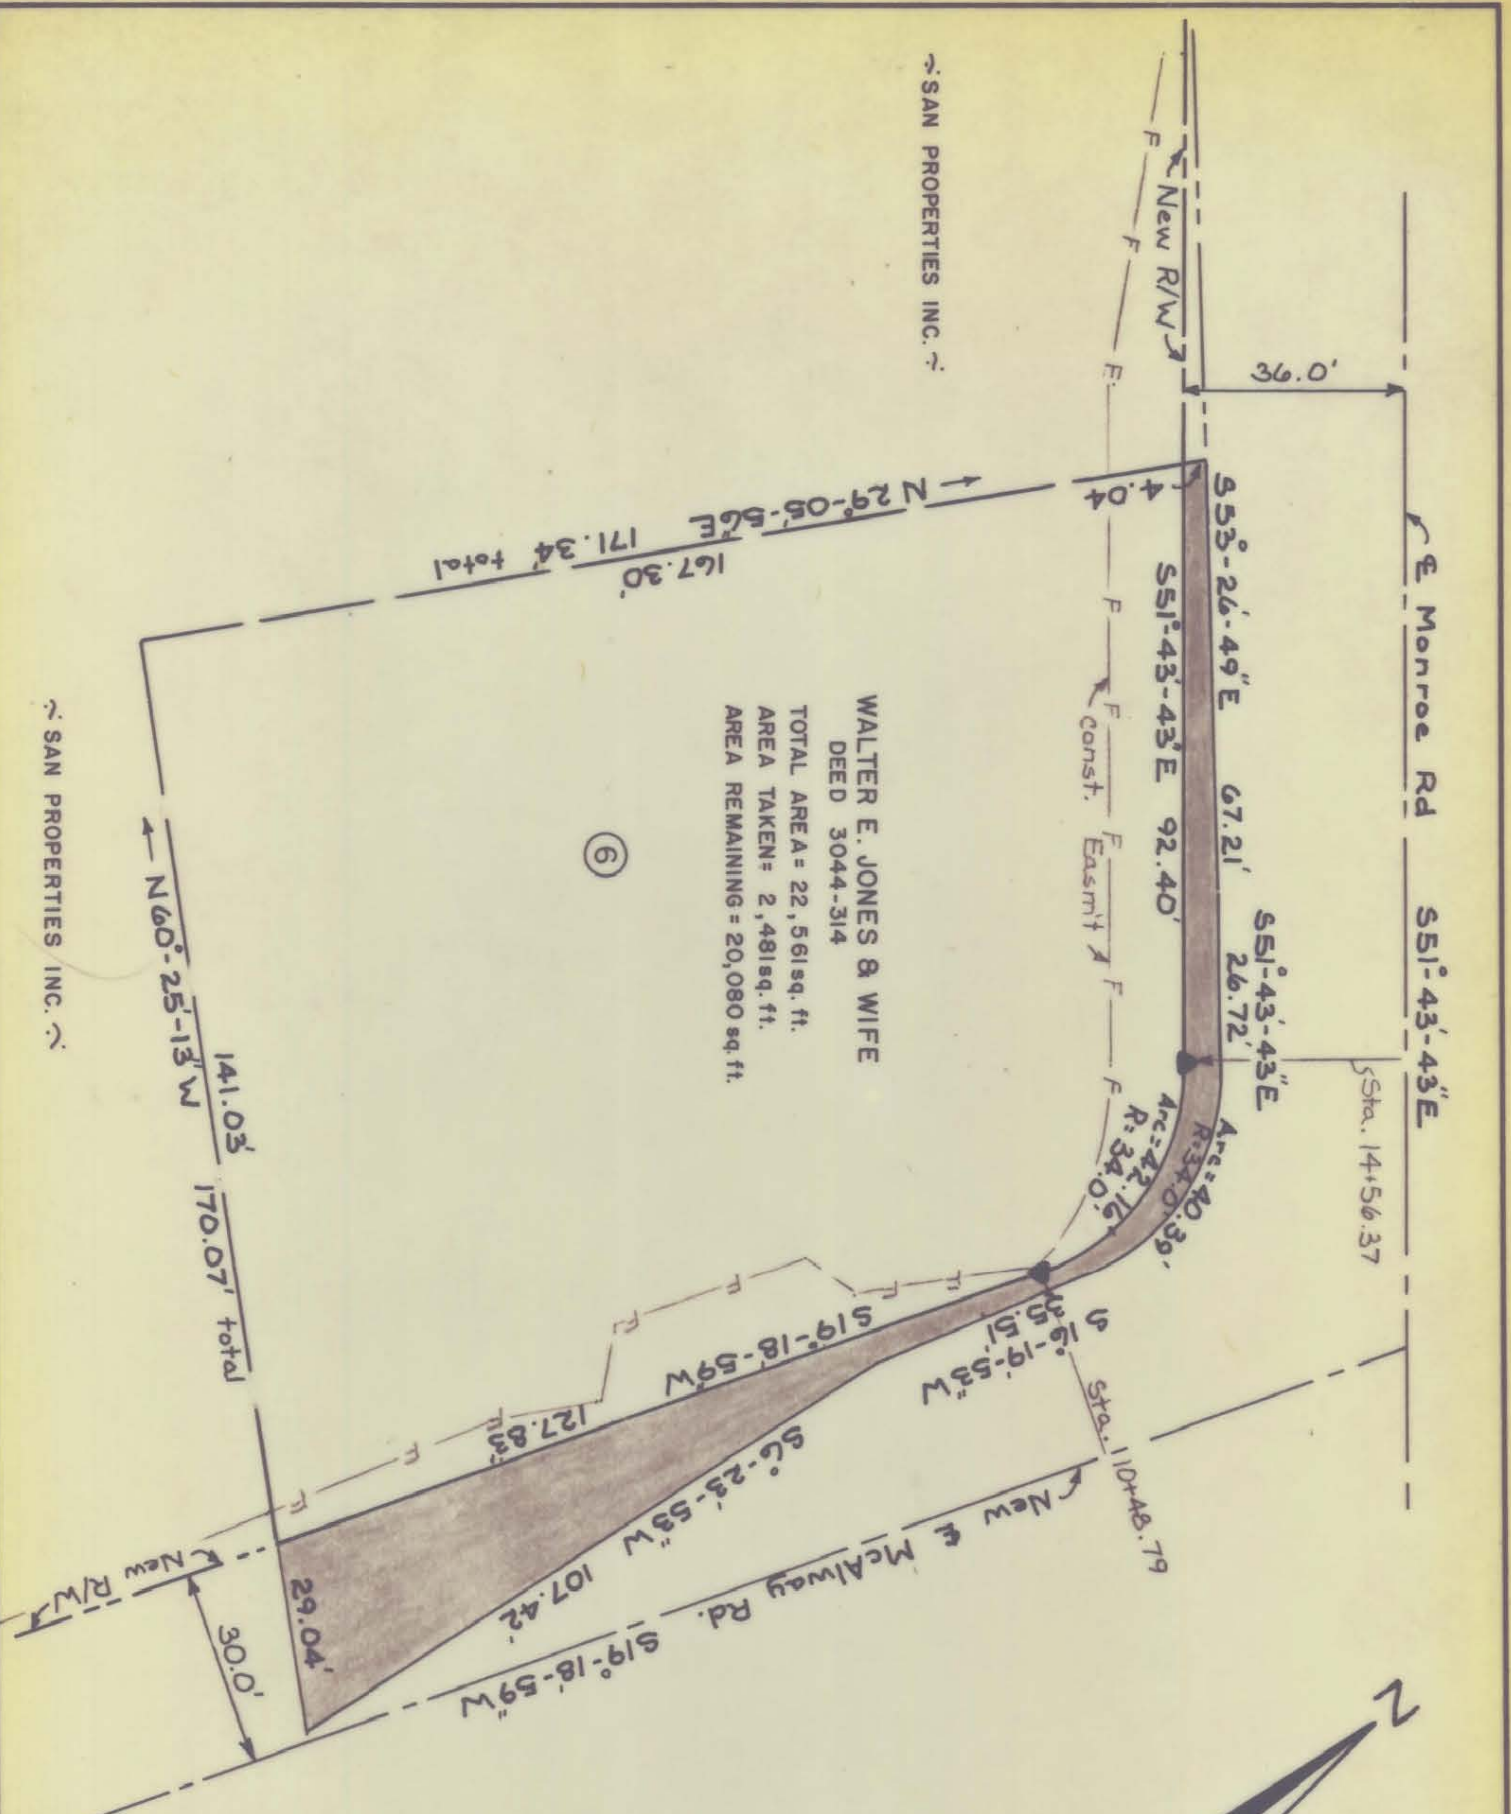 ℄ Monroe Rd S51°-43'-43"E
36.0'
Sta. 14+56.37
S53°-26'-49"E 67.21'
S51°-43'-43"E
26.72'
New R/W
S51°-43'-43"E 92.40'
Arc=40.39'
R=34.0'
Arc=42.16'
R=34.0'
const. Easm't
F F F F F F F F
4.04
N29°-05'-56"E
171.34' total
167.30'
~SAN PROPERTIES INC.~
WALTER E. JONES & WIFE
DEED 3044-314
TOTAL AREA = 22,561 sq. ft.
AREA TAKEN= 2,481 sq. ft.
AREA REMAINING = 20,080 sq. ft.
6
S19°-19'-53"W
Sta. 110+48.79
S19°-18'-59"W
127.83'
F F F F F F F F
S6°-23'-53"W 107.42'
New ℄ McAlway Rd. S19°-18'-59"W
141.03'
N60°-25'-13"W
170.07' total
29.04'
New R/W
30.0'
~SAN PROPERTIES INC.~
N